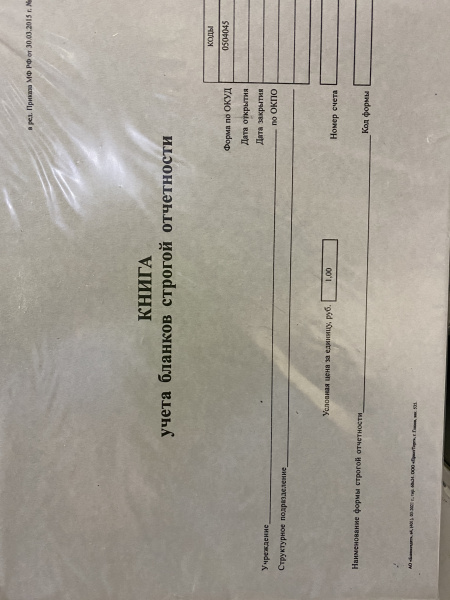 в ред. Приказа МФ РФ от 30.03.2015 г. №
КНИГА
учета бланков строгой отчетности
КОДЫ
Форма по ОКУД 0504045
Дата открытия
Дата закрытия
Учреждение по ОКПО
Структурное подразделение
Условная цена за единицу, руб. 1,00 Номер счета
Наименование формы строгой отчетности Код формы